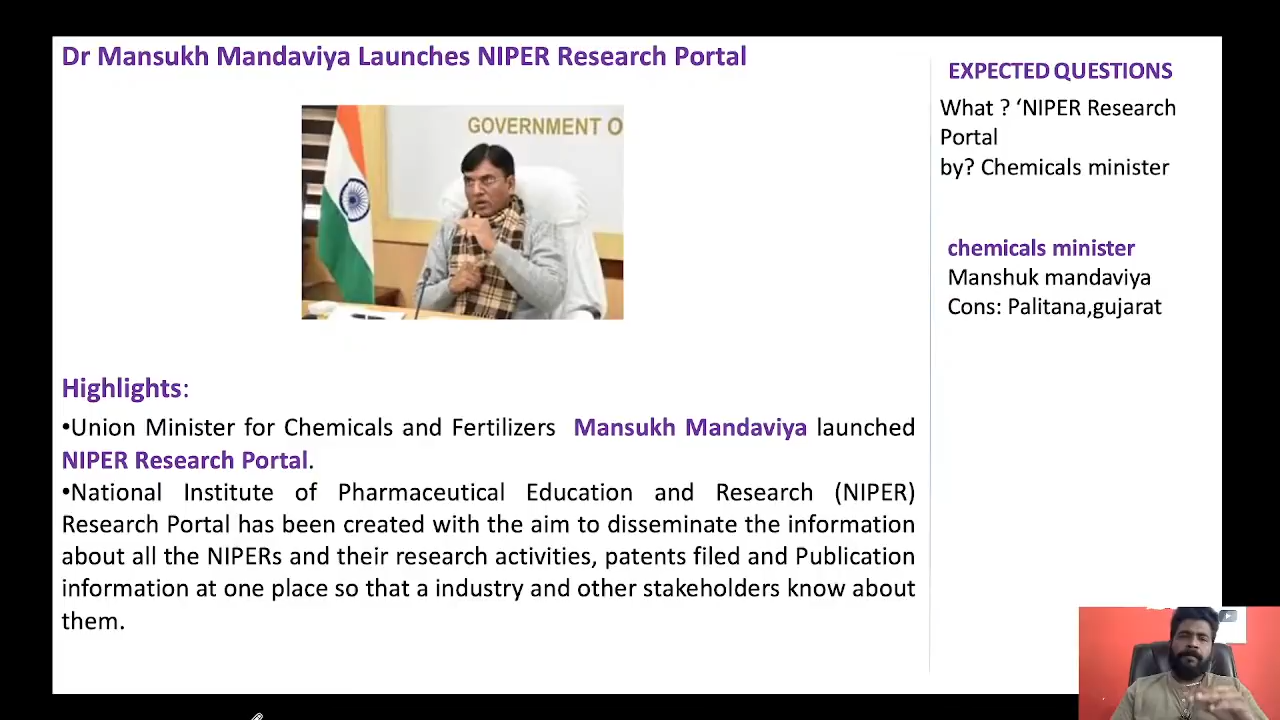 Dr Mansukh Mandaviya Launches NIPER Research Portal
GOVERNMENT O
Highlights:
•Union Minister for Chemicals and Fertilizers Mansukh Mandaviya launched
NIPER Research Portal.
•National Institute of Pharmaceutical Education and Research (NIPER)
Research Portal has been created with the aim to disseminate the information
about all the NIPERs and their research activities, patents filed and Publication
information at one place so that a industry and other stakeholders know about
them.
EXPECTED QUESTIONS
What ? ‘NIPER Research
Portal
by? Chemicals minister
chemicals minister
Manshuk mandaviya
Cons: Palitana,gujarat